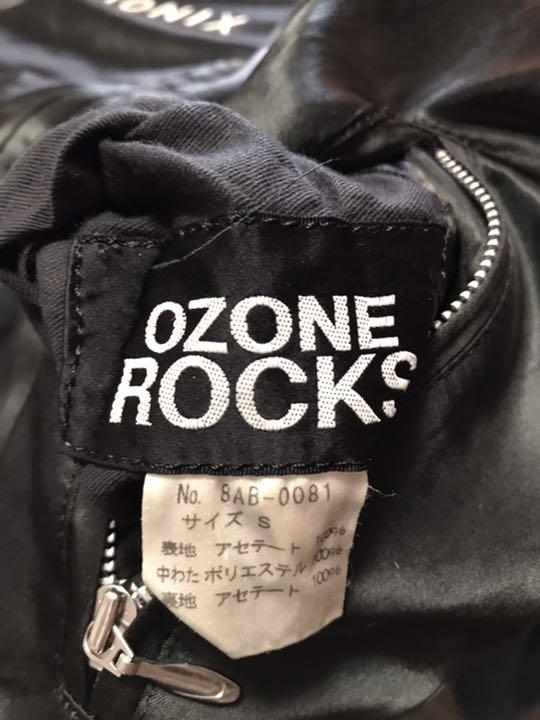 IONIX
OZONE
ROCKS
No. 8AB-0081
サイズ S
表地 アセテート 100%
中わた ポリエステル 100%
裏地 アセテート 100%